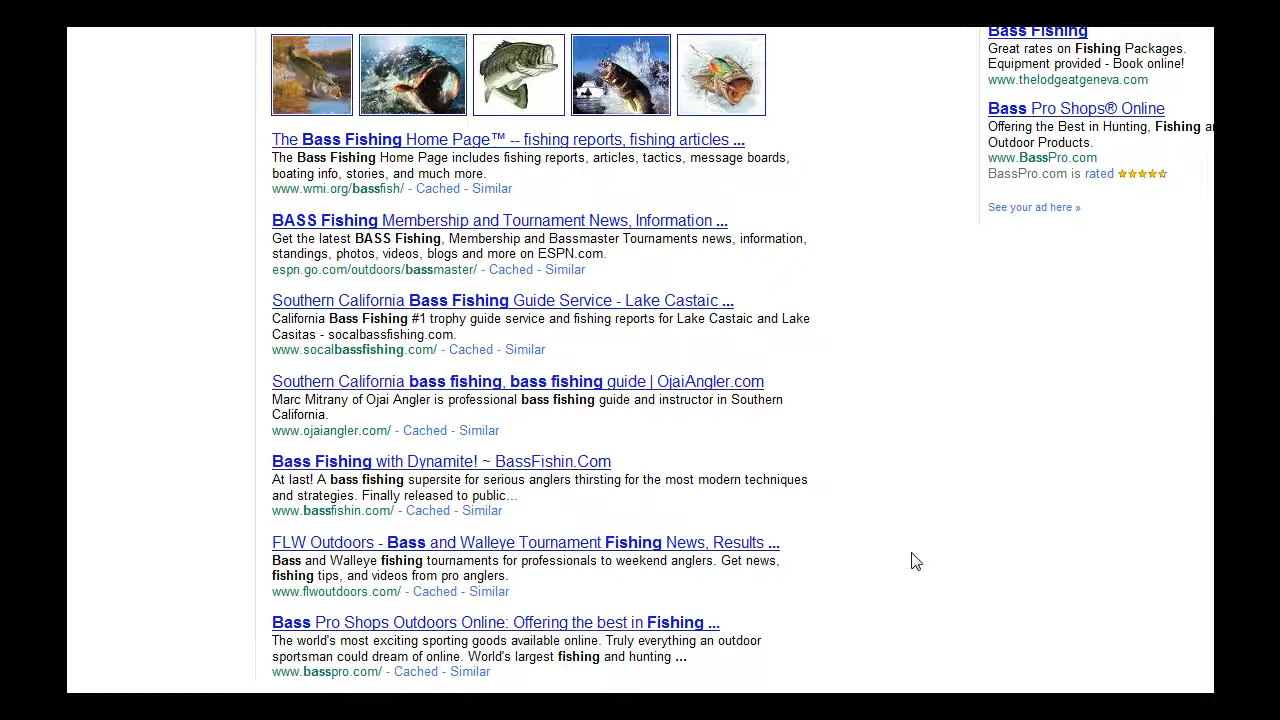 The Bass Fishing Home Page™ -- fishing reports, fishing articles ...
The Bass Fishing Home Page includes fishing reports, articles, tactics, message boards,
boating info, stories, and much more.
www.wmi.org/bassfish/ - Cached - Similar
BASS Fishing Membership and Tournament News, Information ...
Get the latest BASS Fishing, Membership and Bassmaster Tournaments news, information,
standings, photos, videos, blogs and more on ESPN.com.
espn.go.com/outdoors/bassmaster/ - Cached - Similar
Southern California Bass Fishing Guide Service - Lake Castaic ...
California Bass Fishing #1 trophy guide service and fishing reports for Lake Castaic and Lake
Casitas - socalbassfishing.com.
www.socalbassfishing.com/ - Cached - Similar
Southern California bass fishing, bass fishing guide | OjaiAngler.com
Marc Mitrany of Ojai Angler is professional bass fishing guide and instructor in Southern
California.
www.ojaiangler.com/ - Cached - Similar
Bass Fishing with Dynamite! ~ BassFishin.Com
At last! A bass fishing supersite for serious anglers thirsting for the most modern techniques
and strategies. Finally released to public...
www.bassfishin.com/ - Cached - Similar
FLW Outdoors - Bass and Walleye Tournament Fishing News, Results ...
Bass and Walleye fishing tournaments for professionals to weekend anglers. Get news,
fishing tips, and videos from pro anglers.
www.flwoutdoors.com/ - Cached - Similar
Bass Pro Shops Outdoors Online: Offering the best in Fishing ...
The world's most exciting sporting goods available online. Truly everything an outdoor
sportsman could dream of online. World's largest fishing and hunting ...
www.basspro.com/ - Cached - Similar
Bass Fishing
Great rates on Fishing Packages.
Equipment provided - Book online!
www.thelodgeatgeneva.com
Bass Pro Shops® Online
Offering the Best in Hunting, Fishing
Outdoor Products.
www.BassPro.com
BassPro.com is rated
See your ad here »